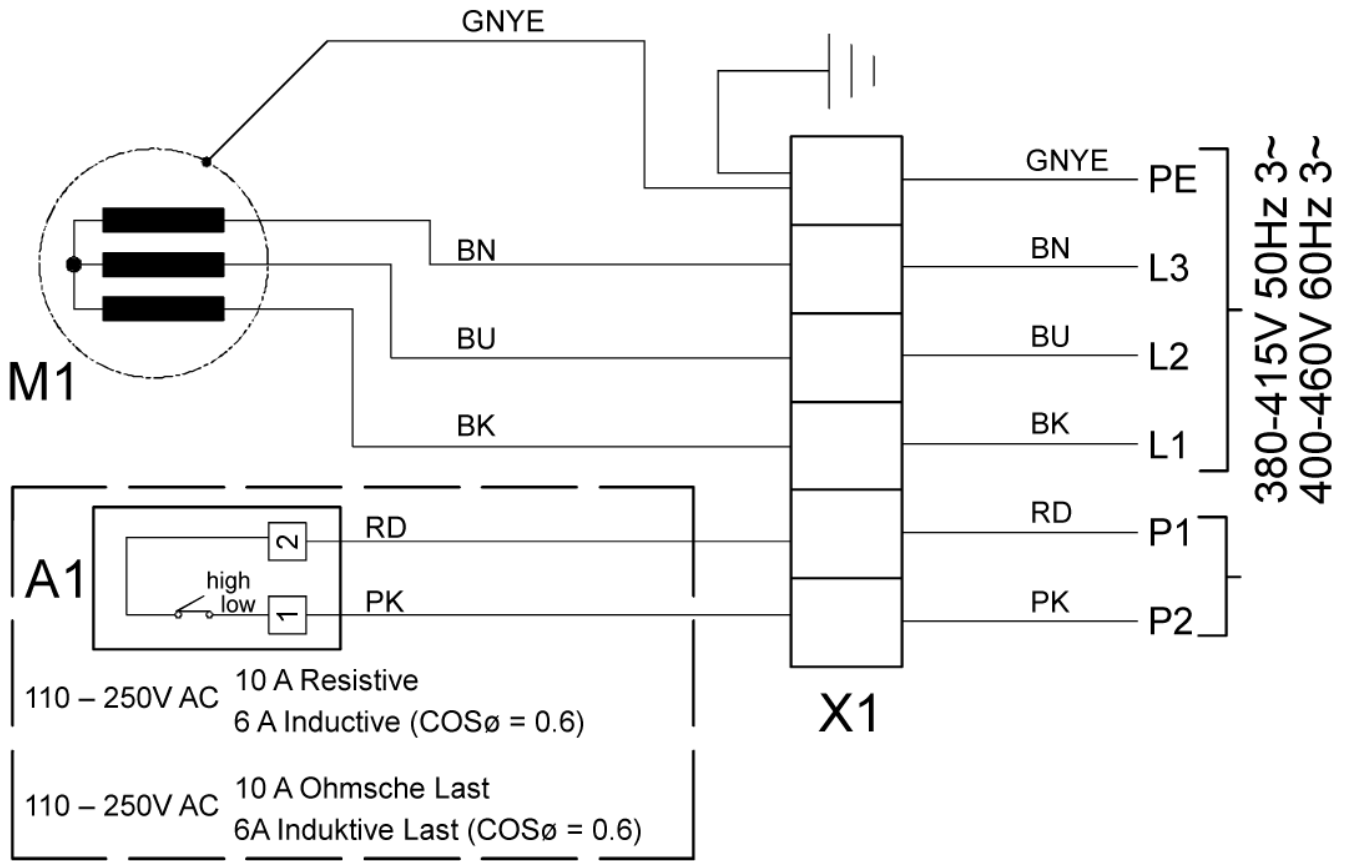 GNYE
GNYE PE
BN BN L3
BU BU L2
M1
BK BK L1
380-415V 50Hz 3~
400-460V 60Hz 3~
A1
2 RD RD P1
high
low
1 PK PK P2
X1
110 – 250V AC 10 A Resistive
6 A Inductive (COSø = 0.6)
110 – 250V AC 10 A Ohmsche Last
6A Induktive Last (COSø = 0.6)